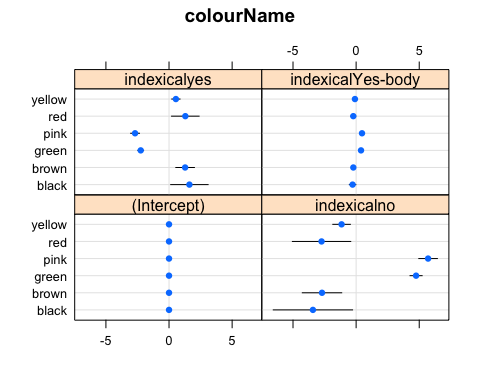 colourName
-5 0 5
indexicalyes indexicalYes-body
yellow
red
pink
green
brown
black
(Intercept) indexicalno
yellow
red
pink
green
brown
black
-5 0 5